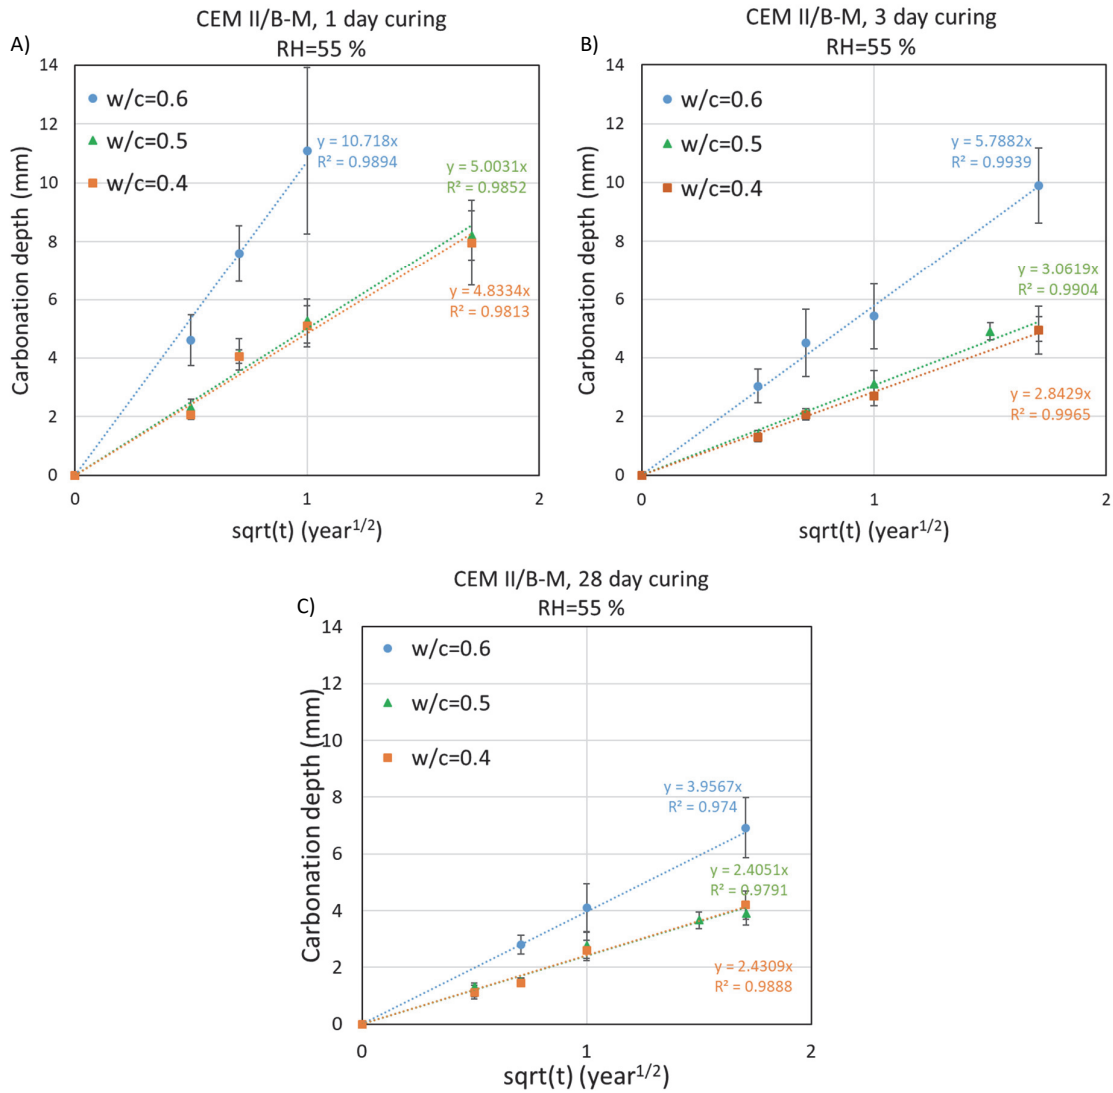 CEM II/B-M, 1 day curing
RH=55 %
A)
14
12
10
8
6
4
2
0
Carbonation depth (mm)
w/c=0.6
w/c=0.5
w/c=0.4
y = 10.718x
R² = 0.9894
y = 5.0031x
R² = 0.9852
y = 4.8334x
R² = 0.9813
0
1
2
sqrt(t) (year1/2)
CEM II/B-M, 3 day curing
RH=55 %
B)
14
12
10
8
6
4
2
0
Carbonation depth (mm)
w/c=0.6
w/c=0.5
w/c=0.4
y = 5.7882x
R² = 0.9939
y = 3.0619x
R² = 0.9904
y = 2.8429x
R² = 0.9965
0
1
2
sqrt(t) (year1/2)
CEM II/B-M, 28 day curing
RH=55 %
C)
14
12
10
8
6
4
2
0
Carbonation depth (mm)
w/c=0.6
w/c=0.5
w/c=0.4
y = 3.9567x
R² = 0.974
y = 2.4051x
R² = 0.9791
y = 2.4309x
R² = 0.9888
0
1
2
sqrt(t) (year1/2)